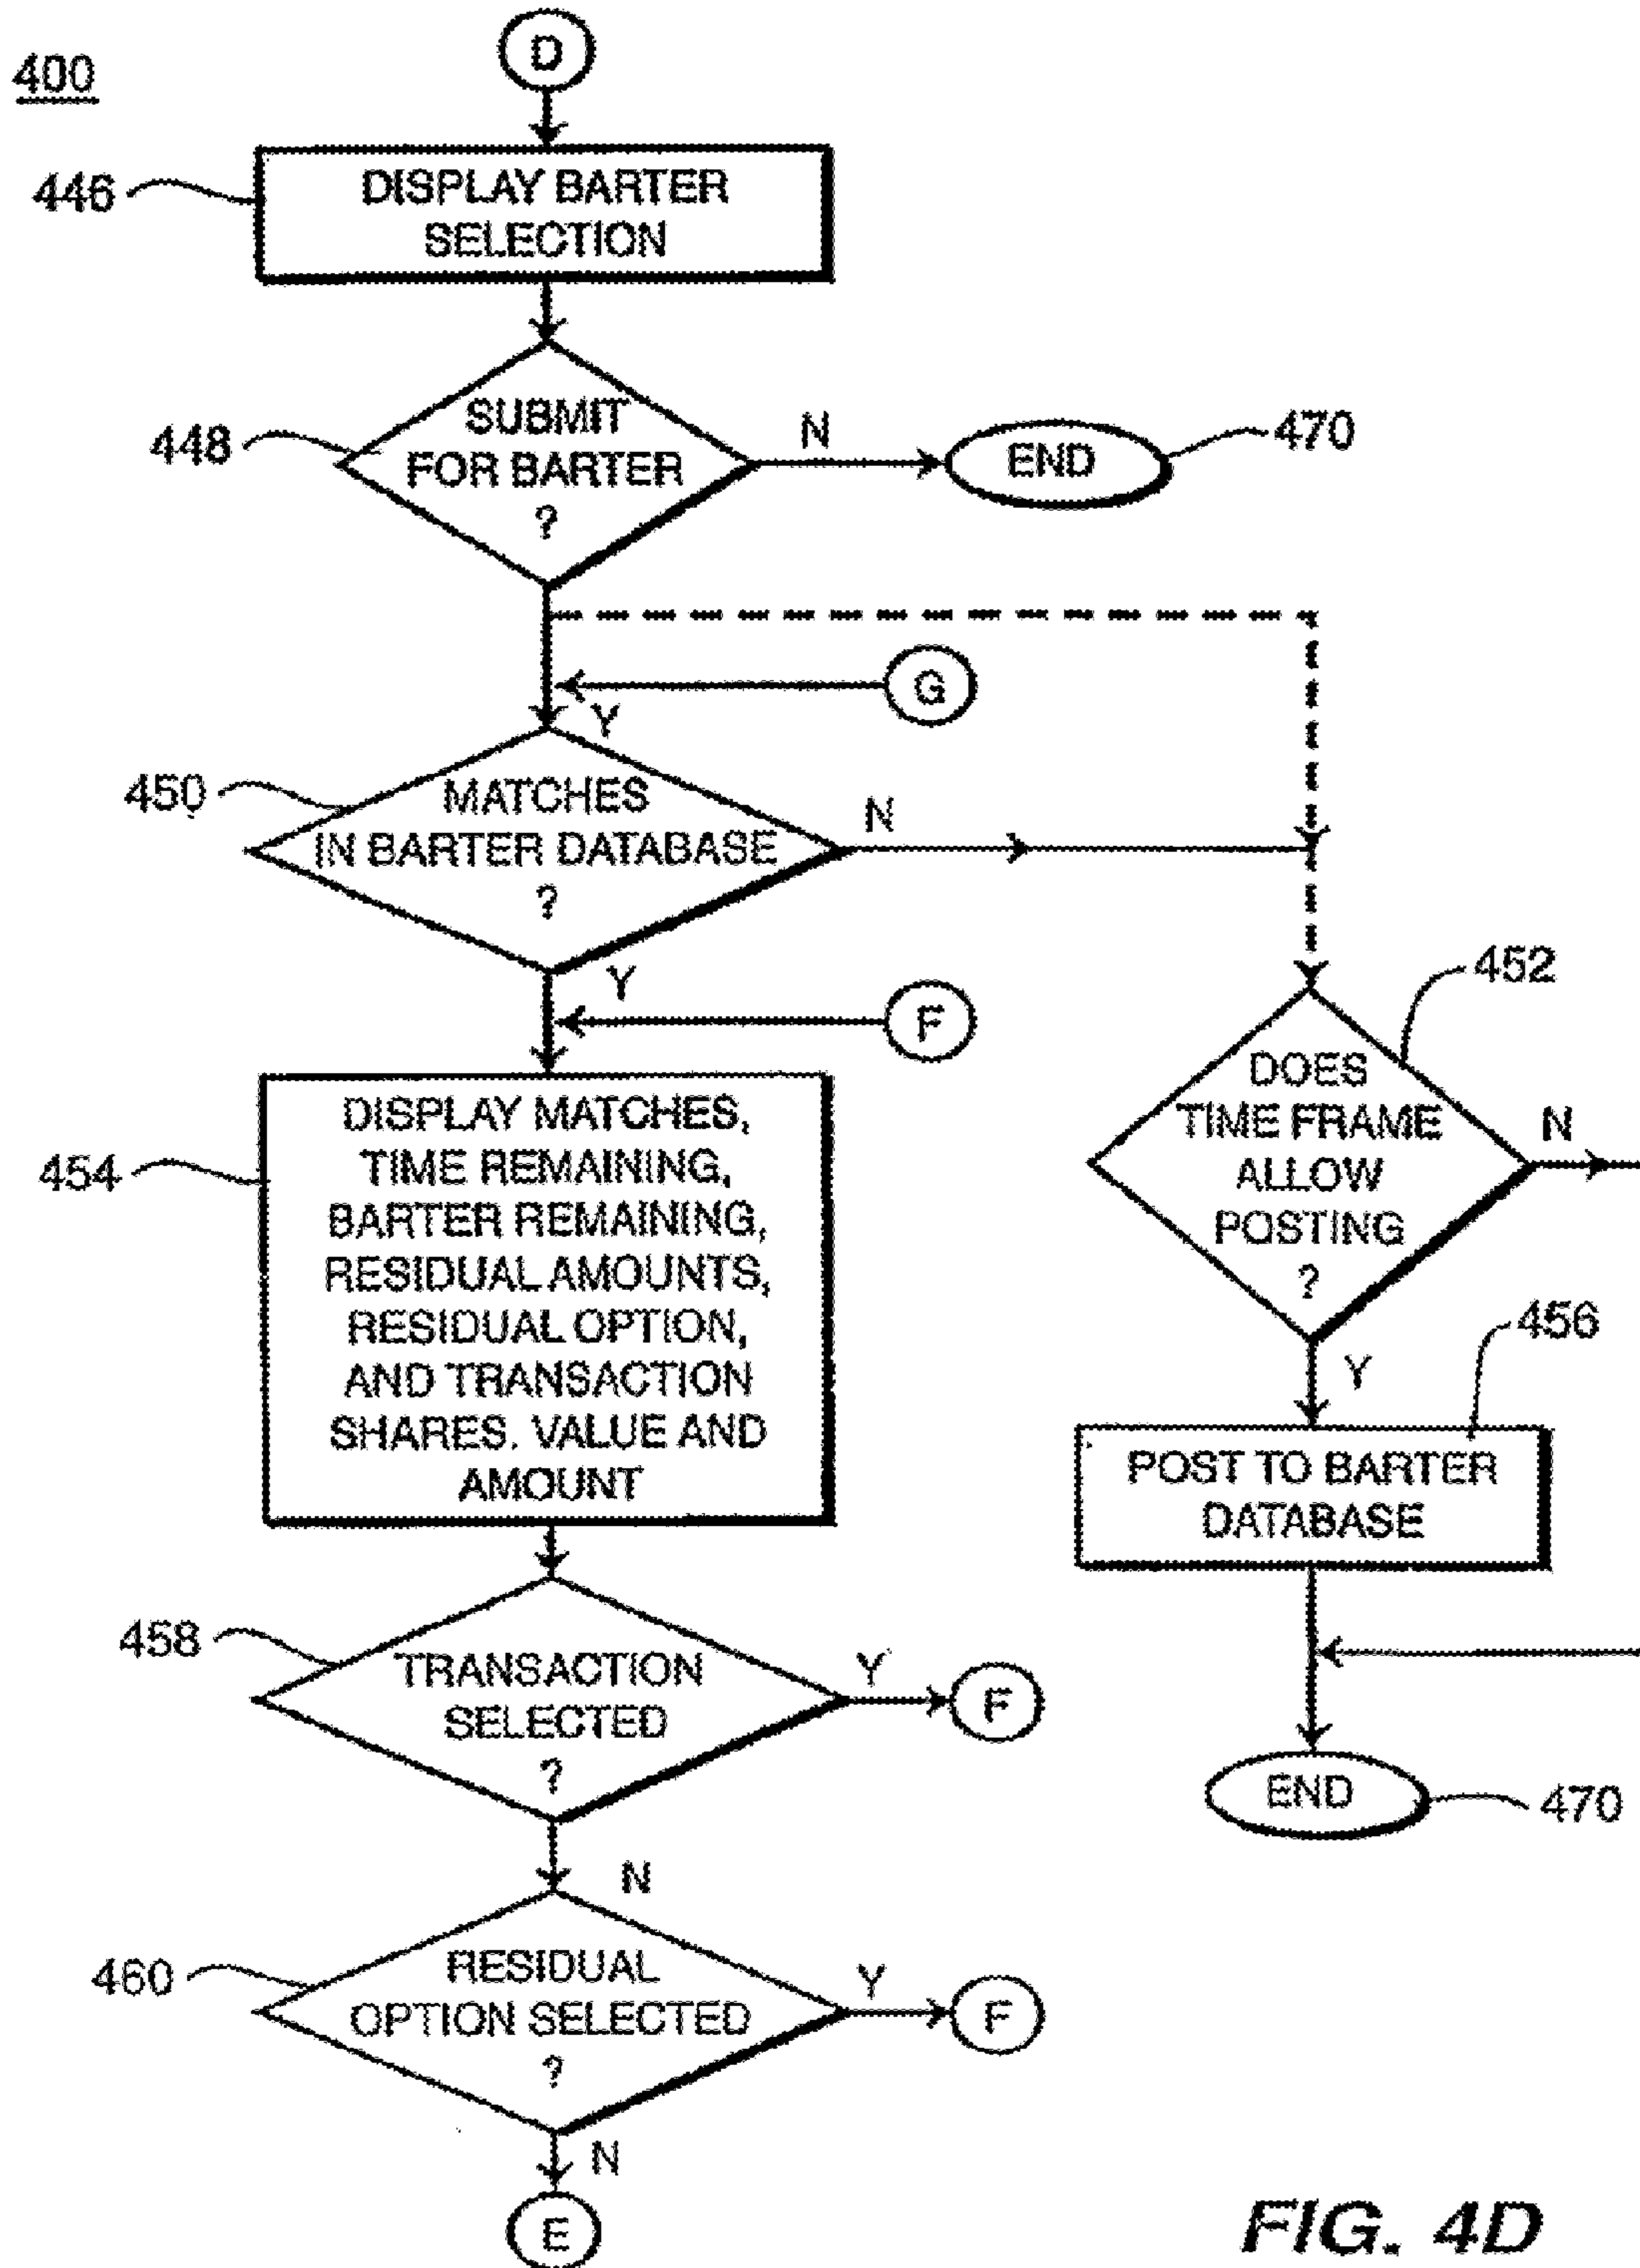 400
D
446
DISPLAY BARTER
SELECTION
448
SUBMIT
FOR BARTER
?
N
END
470
G
Y
450
MATCHES
IN BARTER DATABASE
?
N
Y
F
452
DOES
TIME FRAME
ALLOW
POSTING
?
N
454
DISPLAY MATCHES,
TIME REMAINING,
BARTER REMAINING,
RESIDUAL AMOUNTS,
RESIDUAL OPTION,
AND TRANSACTION
SHARES. VALUE AND
AMOUNT
456
Y
POST TO BARTER
DATABASE
458
TRANSACTION
SELECTED
?
Y
F
END
470
N
460
RESIDUAL
OPTION SELECTED
?
Y
F
N
E
FIG. 4D